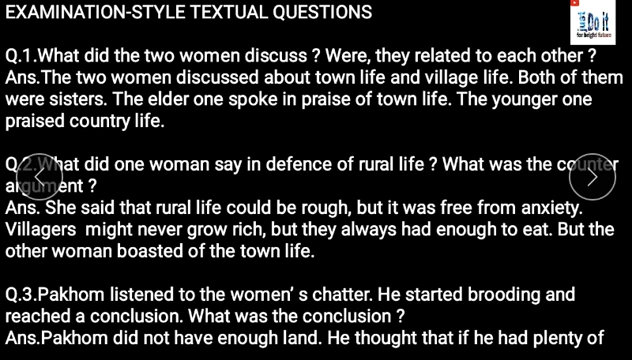 EXAMINATION-STYLE TEXTUAL QUESTIONS
Just
Do it
for bright future
Q.1.What did the two women discuss ? Were, they related to each other ?
Ans.The two women discussed about town life and village life. Both of them
were sisters. The elder one spoke in praise of town life. The younger one
praised country life.
Q.2.What did one woman say in defence of rural life ? What was the counter
argument ?
Ans. She said that rural life could be rough, but it was free from anxiety.
Villagers might never grow rich, but they always had enough to eat. But the
other woman boasted of the town life.
Q.3.Pakhom listened to the women' s chatter. He started brooding and
reached a conclusion. What was the conclusion ?
Ans.Pakhom did not have enough land. He thought that if he had plenty of